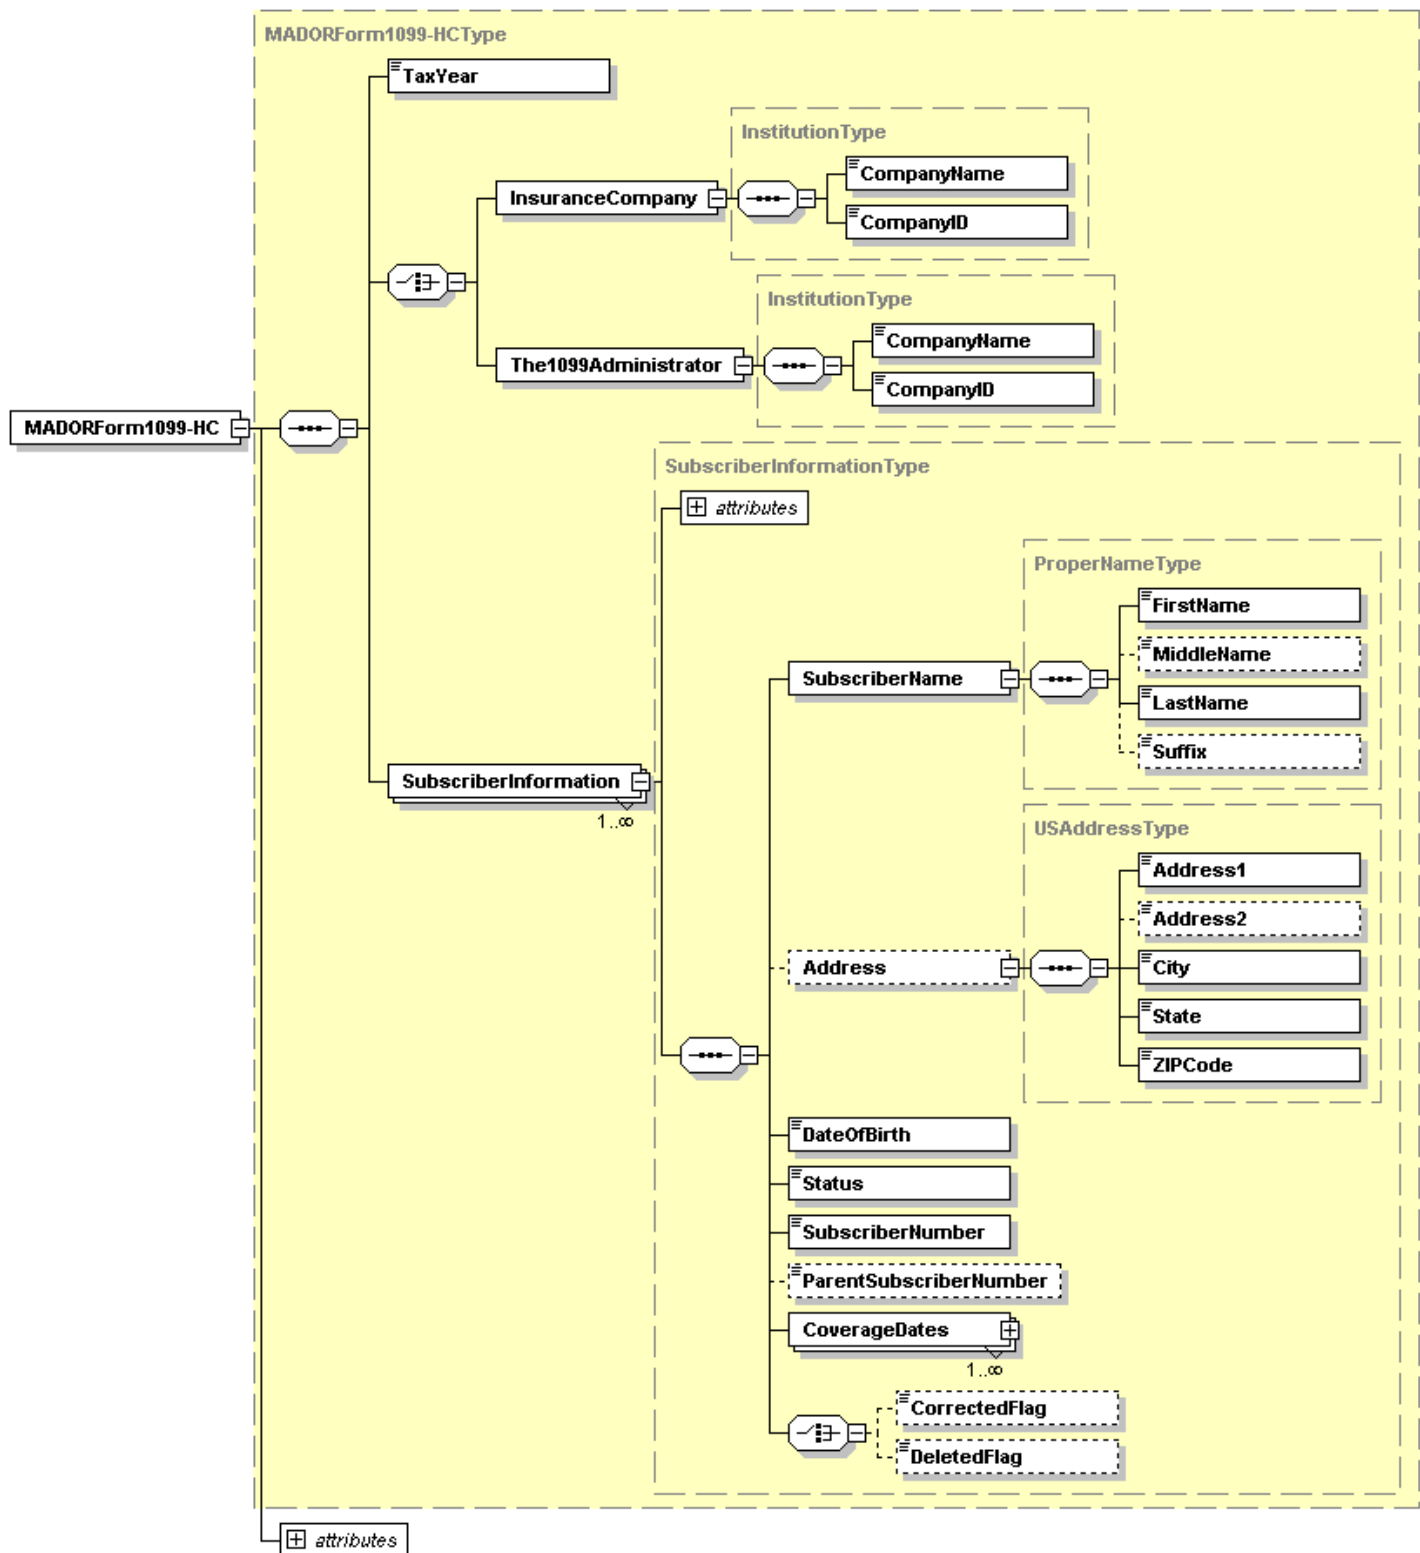 MADORForm1099-HCType
TaxYear
InstitutionType
CompanyName
InsuranceCompany
CompanyID
InstitutionType
CompanyName
The1099Administrator
CompanyID
MADORForm1099-HC
SubscriberInformationType
attributes
ProperNameType
FirstName
MiddleName
SubscriberName
LastName
Suffix
SubscriberInformation
1..∞
USAddressType
Address1
Address2
Address
City
State
ZIPCode
DateOfBirth
Status
SubscriberNumber
ParentSubscriberNumber
CoverageDates
1..∞
CorrectedFlag
DeletedFlag
attributes